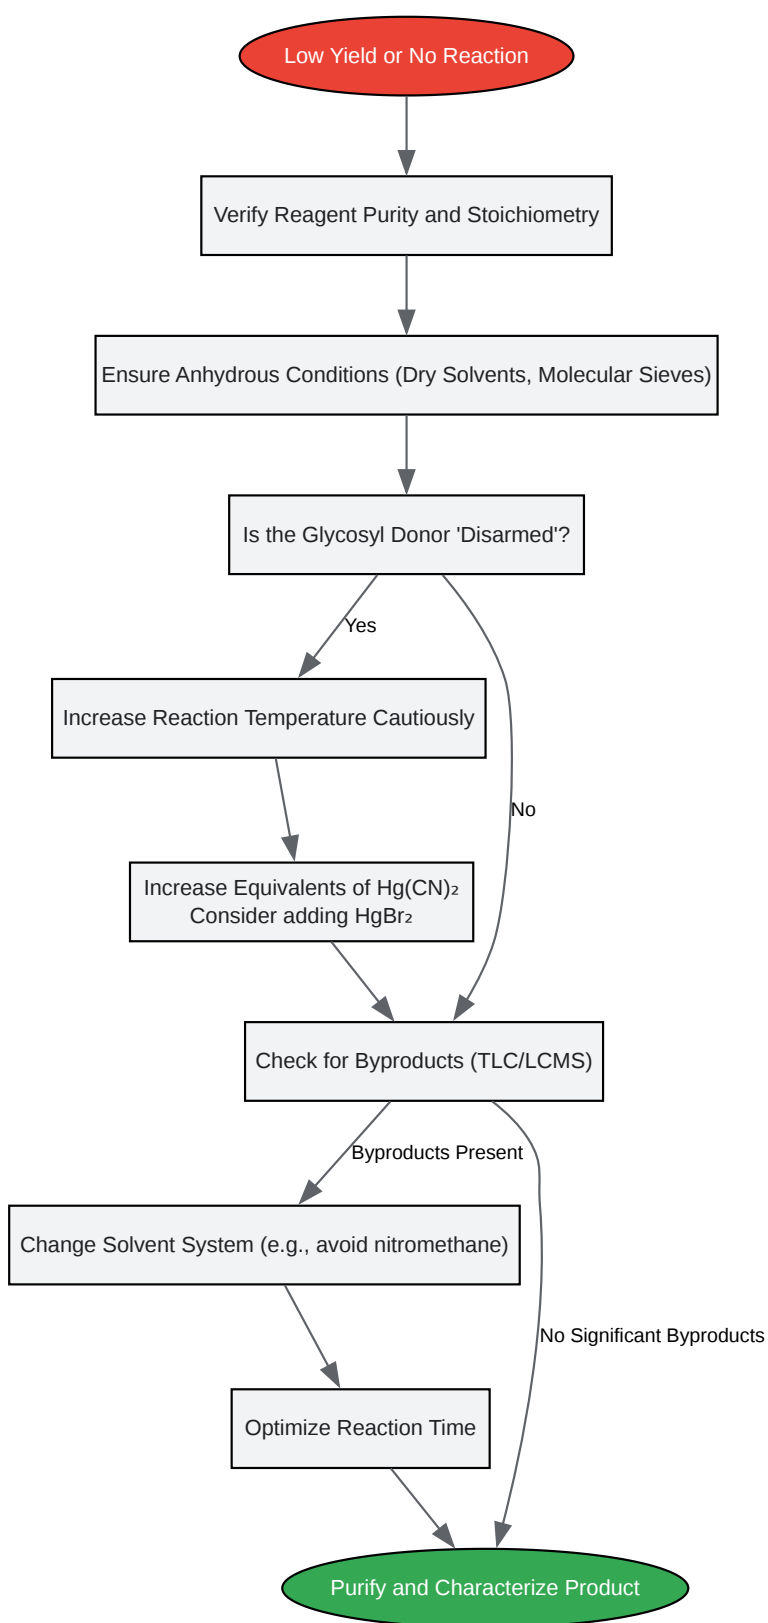 Low Yield or No Reaction
Verify Reagent Purity and Stoichiometry
Ensure Anhydrous Conditions (Dry Solvents, Molecular Sieves)
Is the Glycosyl Donor 'Disarmed'?
Yes
Increase Reaction Temperature Cautiously
No
Increase Equivalents of Hg(CN)₂
Consider adding HgBr₂
Check for Byproducts (TLC/LCMS)
Byproducts Present
Change Solvent System (e.g., avoid nitromethane)
No Significant Byproducts
Optimize Reaction Time
Purify and Characterize Product